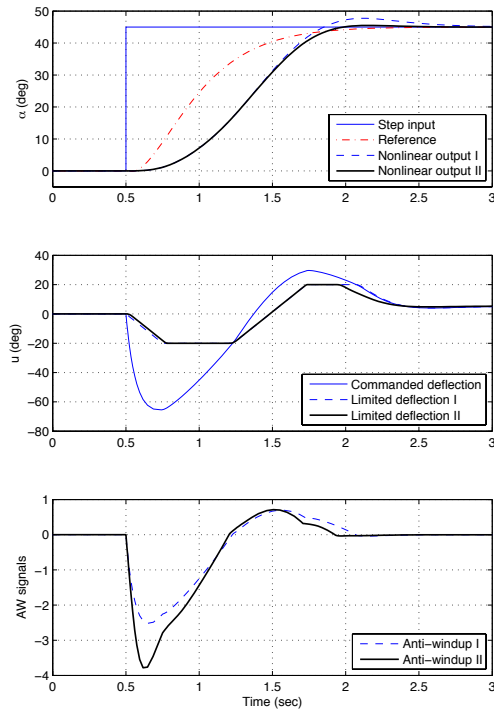 50
40
30
20
10
0
α (deg)
Step input
Reference
Nonlinear output I
Nonlinear output II
0 0.5 1 1.5 2 2.5 3
40
20
0
−20
−40
−60
−80
u (deg)
Commanded deflection
Limited deflection I
Limited deflection II
0 0.5 1 1.5 2 2.5 3
1
0
−1
−2
−3
−4
AW signals
Anti−windup I
Anti−windup II
0 0.5 1 1.5 2 2.5 3
Time (sec)